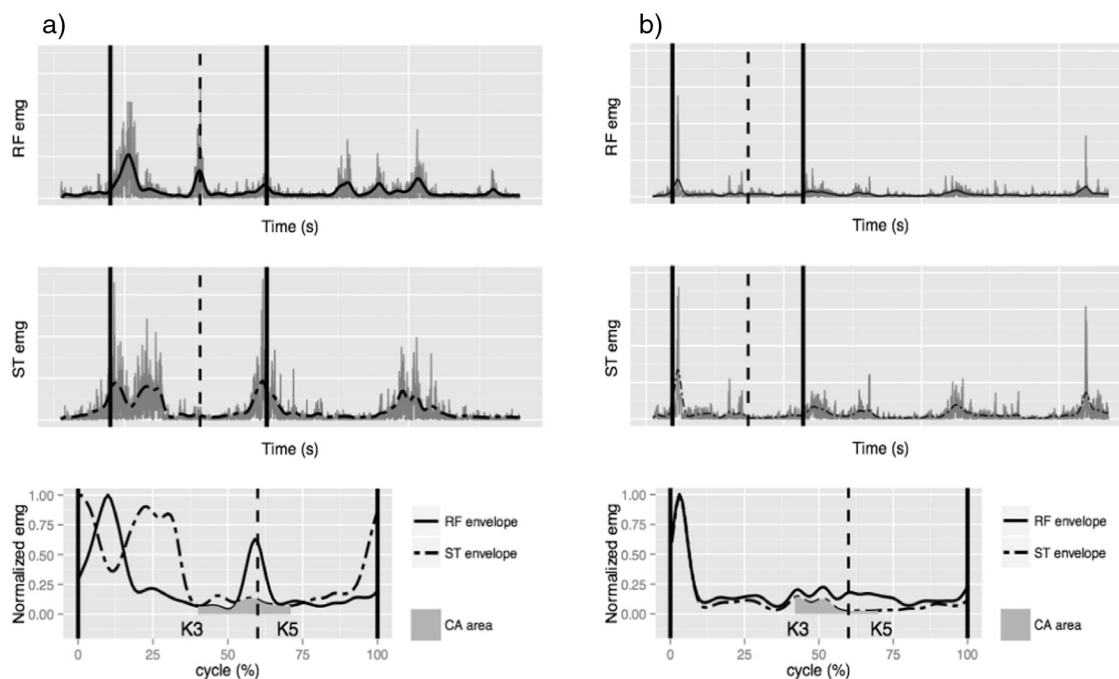 a)
RF emg
Time (s)
ST emg
Time (s)
Normalized emg
1.00
0.75
0.50
0.25
0.00
K3 K5
0 25 50 75 100
cycle (%)
RF envelope
ST envelope
CA area
b)
RF emg
Time (s)
ST emg
Time (s)
Normalized emg
1.00
0.75
0.50
0.25
0.00
K3 K5
0 25 50 75 100
cycle (%)
RF envelope
ST envelope
CA area